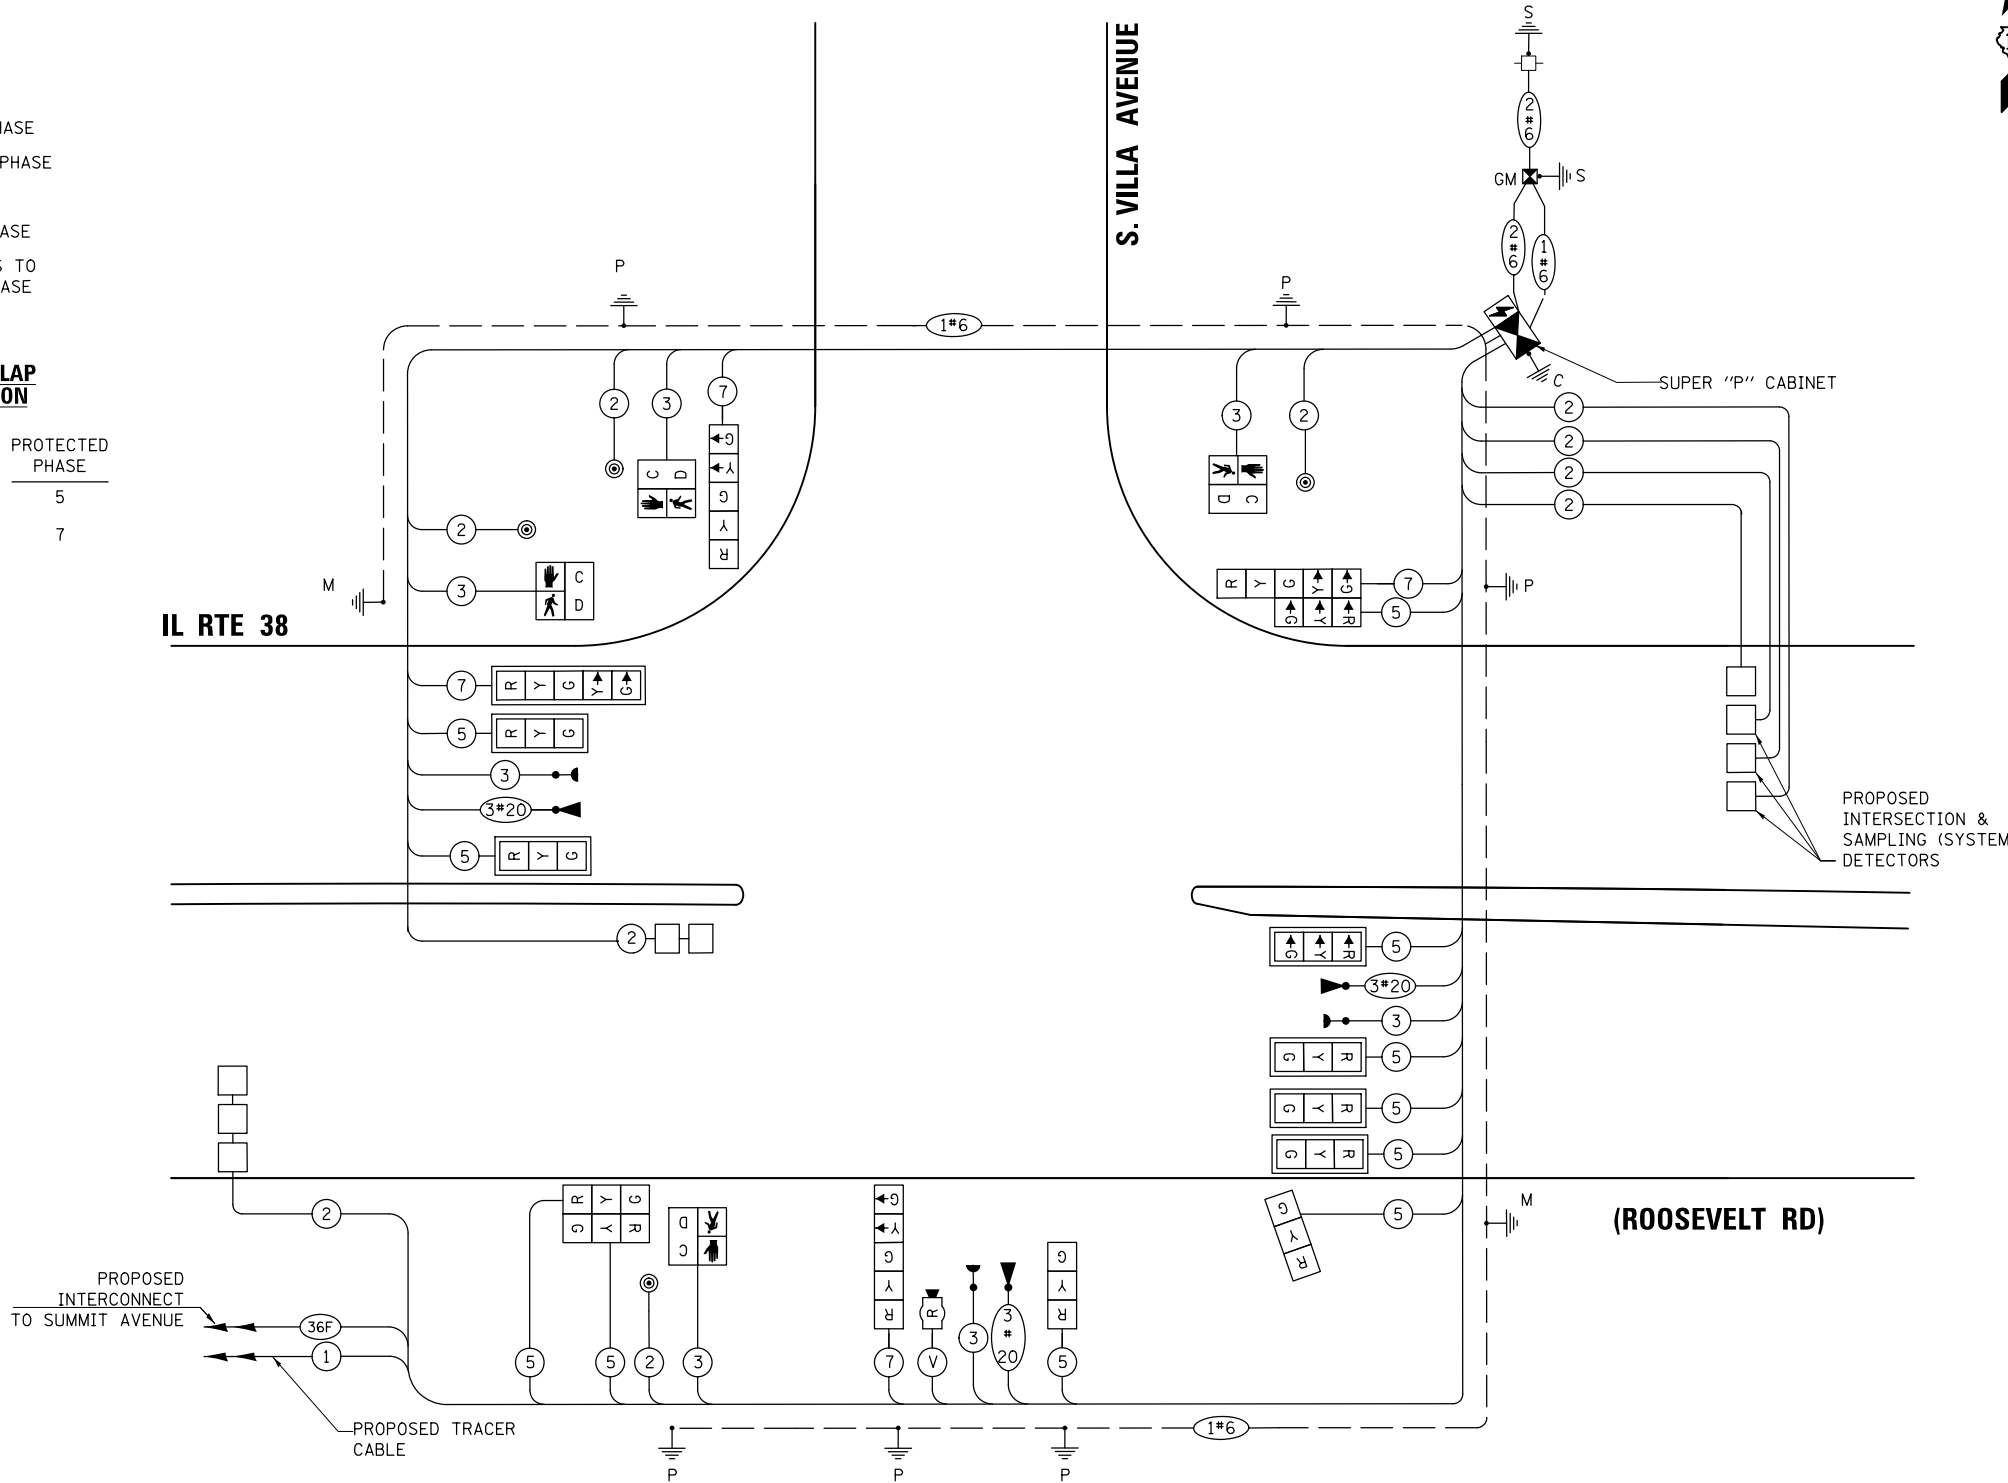 HASE
PHASE
ASE
S TO
ASE
LAP
ON
PROTECTED
PHASE
5
7
S. VILLA AVENUE
S
2#6
GM
S
2#6
1#6
P
P
1#6
C
SUPER "P" CABINET
2
3
7
3
2
2
2
2
2
C D
G
Y
G
Y
R
D C
2
3
C
D
M
IL RTE 38
R Y G Y G
7
G Y R
5
P
7
R Y G Y G
5
R Y G
3
3#20
5
R Y G
PROPOSED
INTERSECTION &
SAMPLING (SYSTEM
DETECTORS
2
G Y R
5
3#20
3
G Y R
5
G Y R
5
G Y R
5
2
R Y G
G Y R
D
C
G
Y
G
Y
R
R
G
Y
R
G
Y
R
5
M
(ROOSEVELT RD)
PROPOSED
INTERCONNECT
TO SUMMIT AVENUE
36F
1
5
5
2
3
7
V
3
3#20
5
PROPOSED TRACER
CABLE
1#6
P
P
P